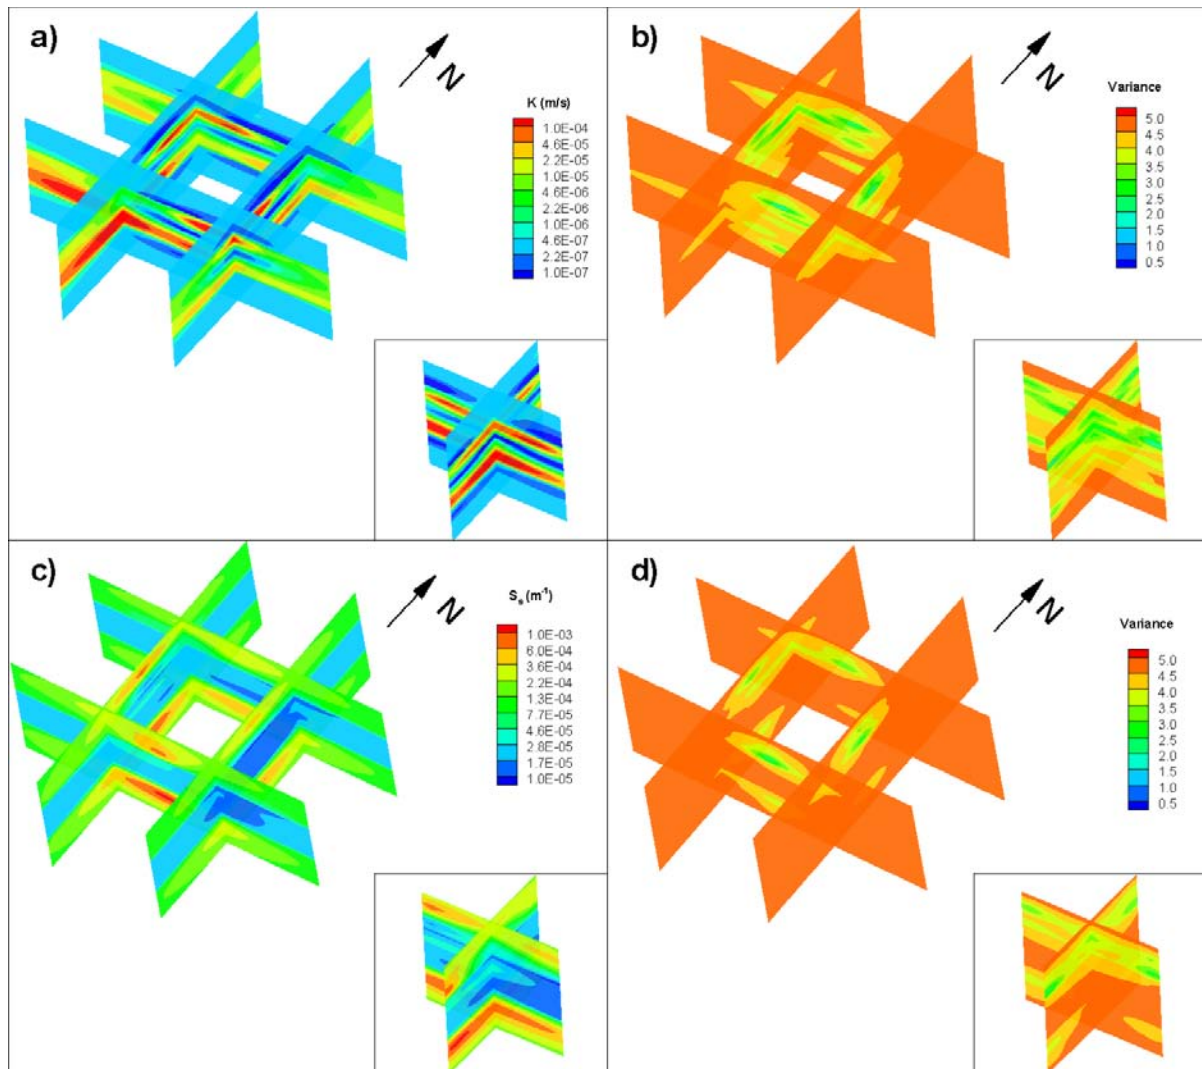 a)
N
K (m/s)
1.0E-04
4.6E-05
2.2E-05
1.0E-05
4.6E-06
2.2E-06
1.0E-06
4.6E-07
2.2E-07
1.0E-07
b)
N
Variance
5.0
4.5
4.0
3.5
3.0
2.5
2.0
1.5
1.0
0.5
c)
N
Sₛ (m⁻¹)
1.0E-03
6.0E-04
3.6E-04
2.2E-04
1.3E-04
7.7E-05
4.6E-05
2.8E-05
1.7E-05
1.0E-05
d)
N
Variance
5.0
4.5
4.0
3.5
3.0
2.5
2.0
1.5
1.0
0.5